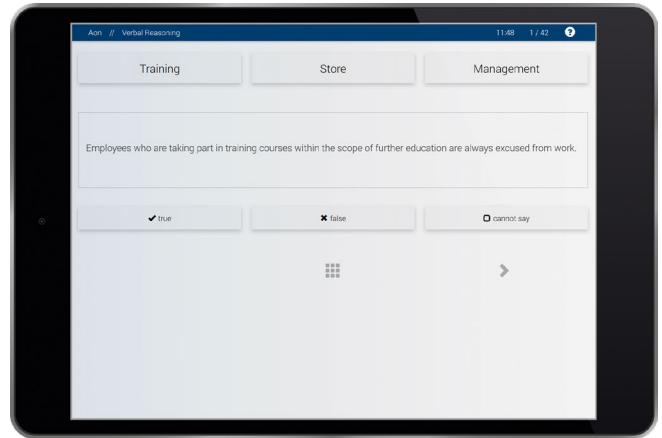 Aon // Verbal Reasoning 11:48 1 / 42 ?
Training Store Management
Employees who are taking part in training courses within the scope of further education are always excused from work.
true false cannot say